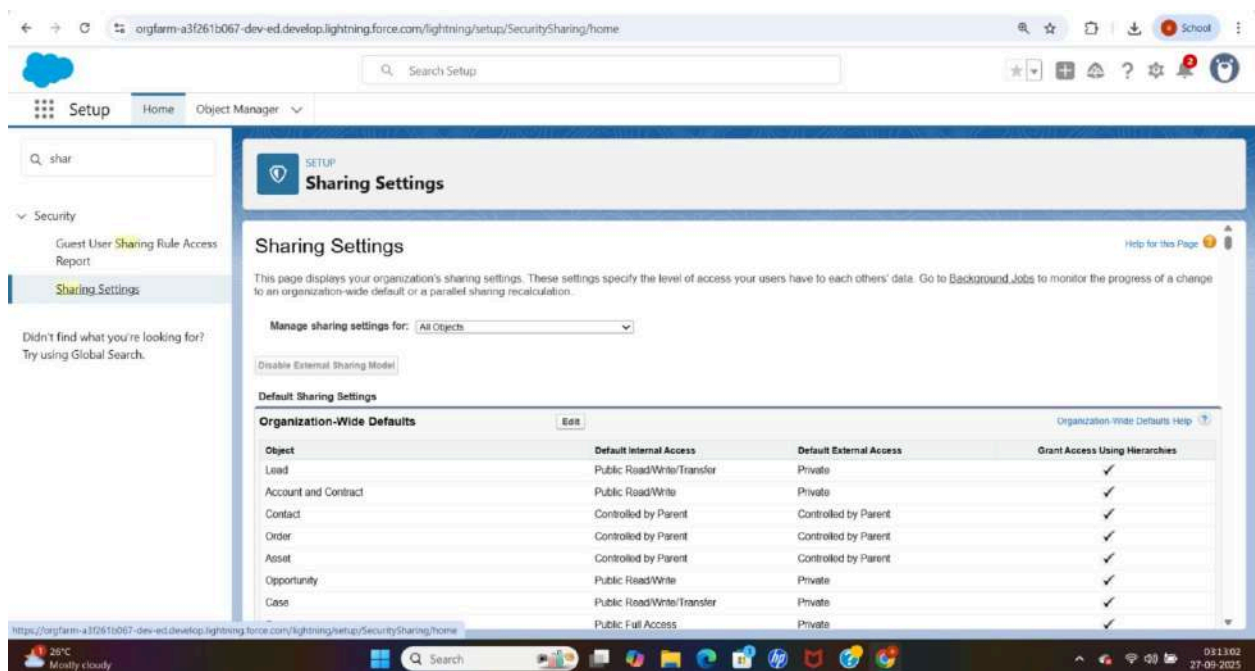 orgfarm-a3f261b067-dev-ed.develop.lightning.force.com/lightning/setup/SecuritySharing/home
School
Search Setup
2
Setup
Home
Object Manager
shar
Security
Guest User Sharing Rule Access
Report
Sharing Settings
Didn't find what you're looking for?
Try using Global Search.
SETUP
Sharing Settings
Sharing Settings
Help for this Page
This page displays your organization's sharing settings. These settings specify the level of access your users have to each others' data. Go to Background Jobs to monitor the progress of a change
to an organization-wide default or a parallel sharing recalculation.
Manage sharing settings for: All Objects
Disable External Sharing Model
Default Sharing Settings
Organization-Wide Defaults Edit Organization-Wide Defaults Help ?
Object Default Internal Access Default External Access Grant Access Using Hierarchies
Lead Public Read/Write/Transfer Private ✓
Account and Contract Public Read/Write Private ✓
Contact Controlled by Parent Controlled by Parent ✓
Order Controlled by Parent Controlled by Parent ✓
Asset Controlled by Parent Controlled by Parent ✓
Opportunity Public Read/Write Private ✓
Case Public Read/Write/Transfer Private ✓
Public Full Access Private ✓
https://orgfarm-a3f261b067-dev-ed.develop.lightning.force.com/lightning/setup/SecuritySharing/home
1
26°C
Mostly cloudy
Search
hp
03:13:02
27-09-2025